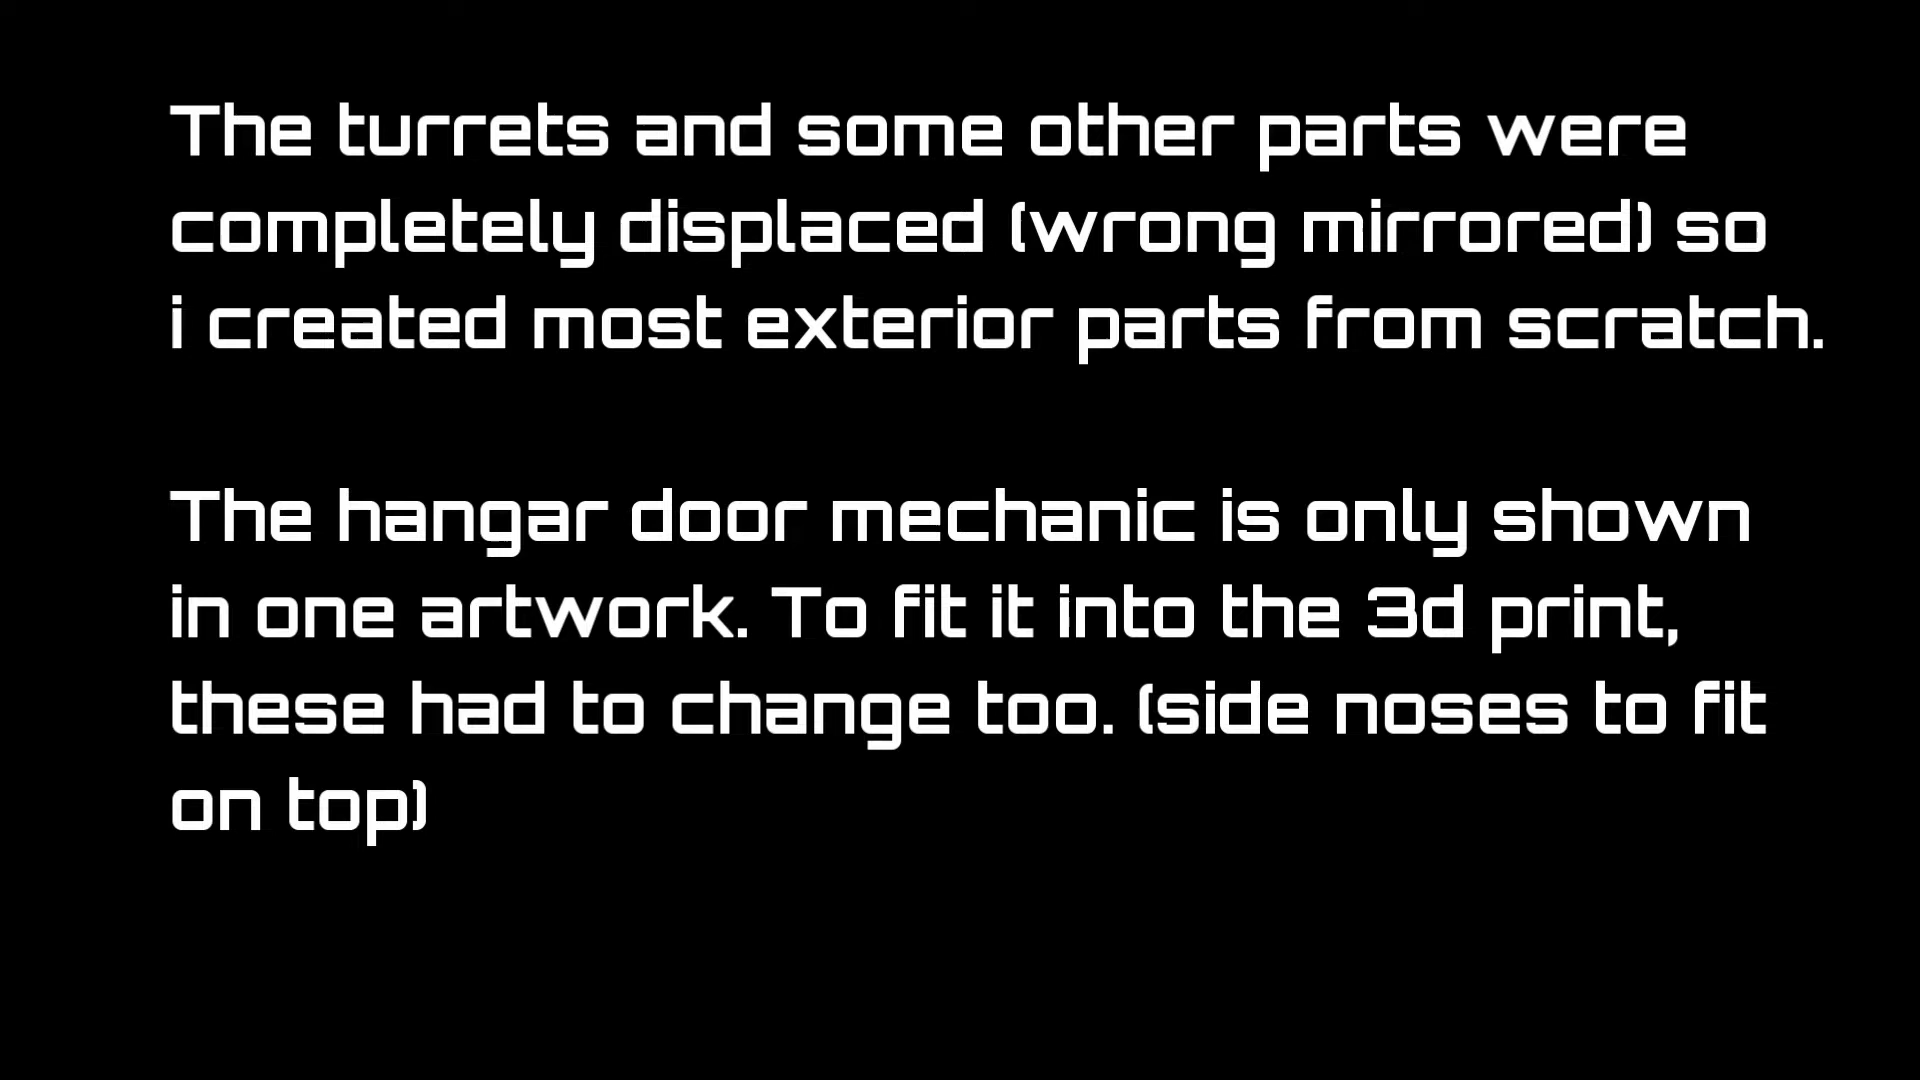 The turrets and some other parts were
completely displaced (wrong mirrored) so
i created most exterior parts from scratch.
The hangar door mechanic is only shown
in one artwork. To fit it into the 3d print,
these had to change too. (side noses to fit
on top)